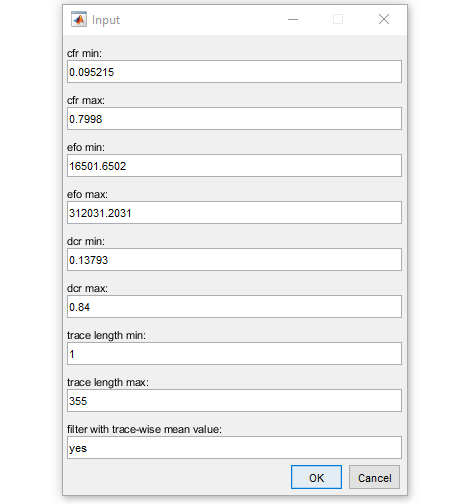 Input
cfr min:
0.095215
cfr max:
0.7998
efo min:
16501.6502
efo max:
312031.2031
dcr min:
0.13793
dcr max:
0.84
trace length min:
1
trace length max:
355
filter with trace-wise mean value:
yes
OK Cancel